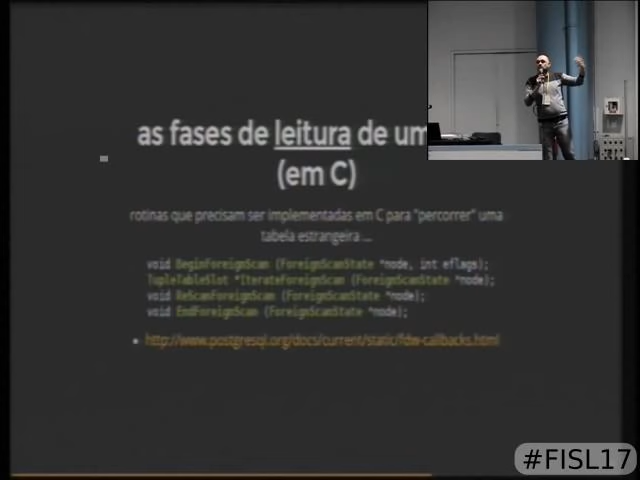 as fases de leitura de um
(em C)
rotinas que precisam ser implementadas em C para "percorrer" uma
tabela estrangeira ...
void BeginForeignScan (ForeignScanState *node, int eflags);
TupleTableSlot *IterateForeignScan (ForeignScanState *node);
void ReScanForeignScan (ForeignScanState *node);
void EndForeignScan (ForeignScanState *node);
• http://www.postgresql.org/docs/current/static/fdw-callbacks.html
#FISL17